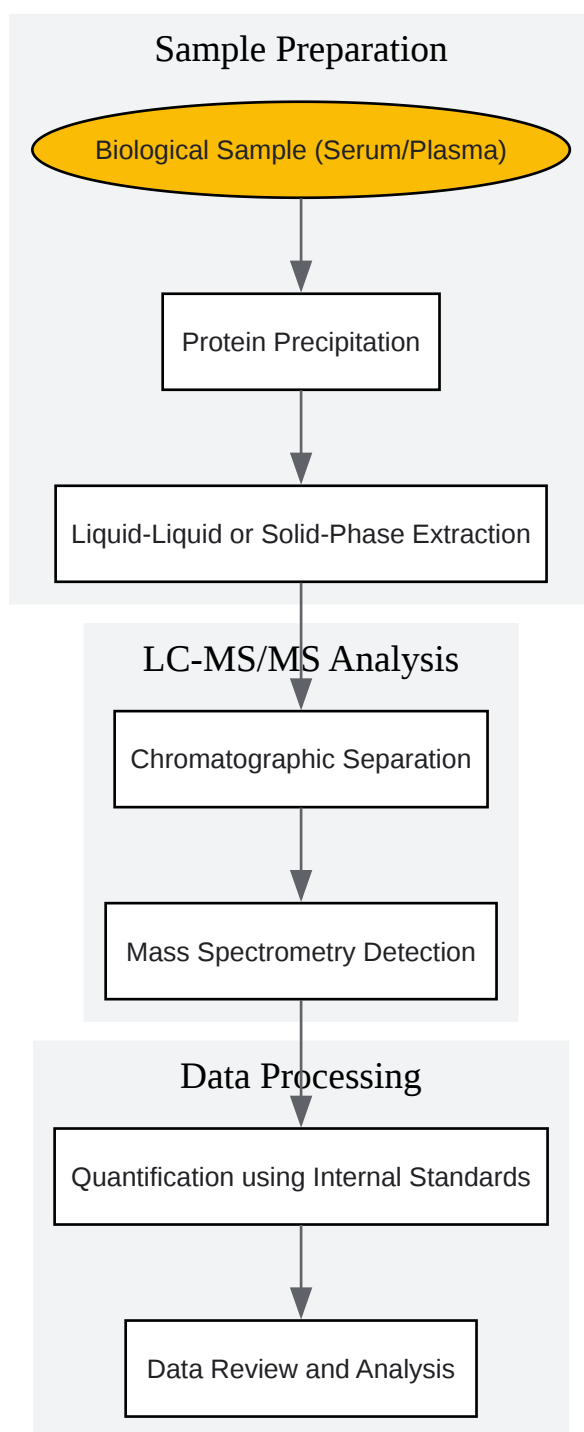 Sample Preparation
Biological Sample (Serum/Plasma)
Protein Precipitation
Liquid-Liquid or Solid-Phase Extraction
LC-MS/MS Analysis
Chromatographic Separation
Mass Spectrometry Detection
Data Processing
Quantification using Internal Standards
Data Review and Analysis